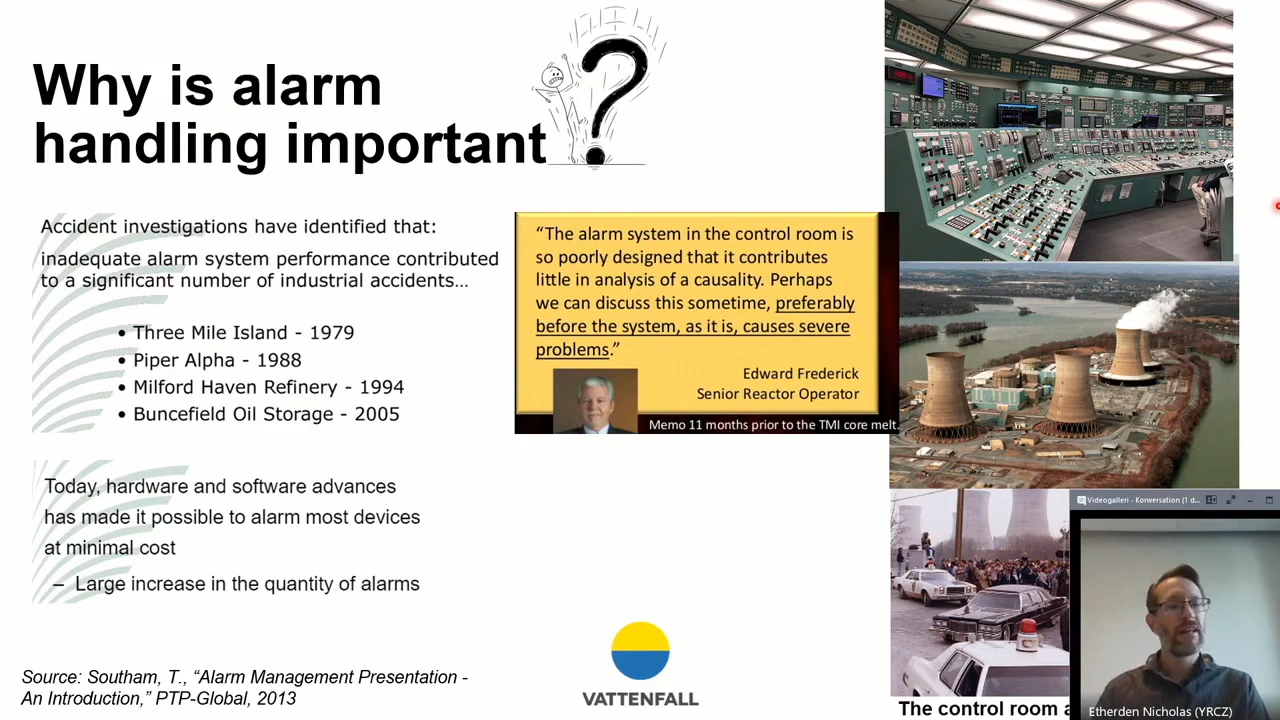 Why is alarm
handling important
Accident investigations have identified that:
inadequate alarm system performance contributed
to a significant number of industrial accidents…
• Three Mile Island - 1979
• Piper Alpha - 1988
• Milford Haven Refinery - 1994
• Buncefield Oil Storage - 2005
“The alarm system in the control room is
so poorly designed that it contributes
little in analysis of a causality. Perhaps
we can discuss this sometime, preferably
before the system, as it is, causes severe
problems.”
Edward Frederick
Senior Reactor Operator
Memo 11 months prior to the TMI core melt.
Today, hardware and software advances
has made it possible to alarm most devices
at minimal cost
– Large increase in the quantity of alarms
Source: Southam, T., “Alarm Management Presentation -
An Introduction,” PTP-Global, 2013
VATTENFALL
The control room
Videogalleri - Konversation (1 d...
Etherden Nicholas (YRCZ)